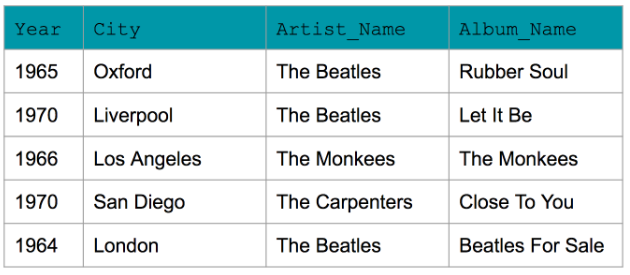 Year City Artist_Name Album_Name
1965 Oxford The Beatles Rubber Soul
1970 Liverpool The Beatles Let It Be
1966 Los Angeles The Monkees The Monkees
1970 San Diego The Carpenters Close To You
1964 London The Beatles Beatles For Sale